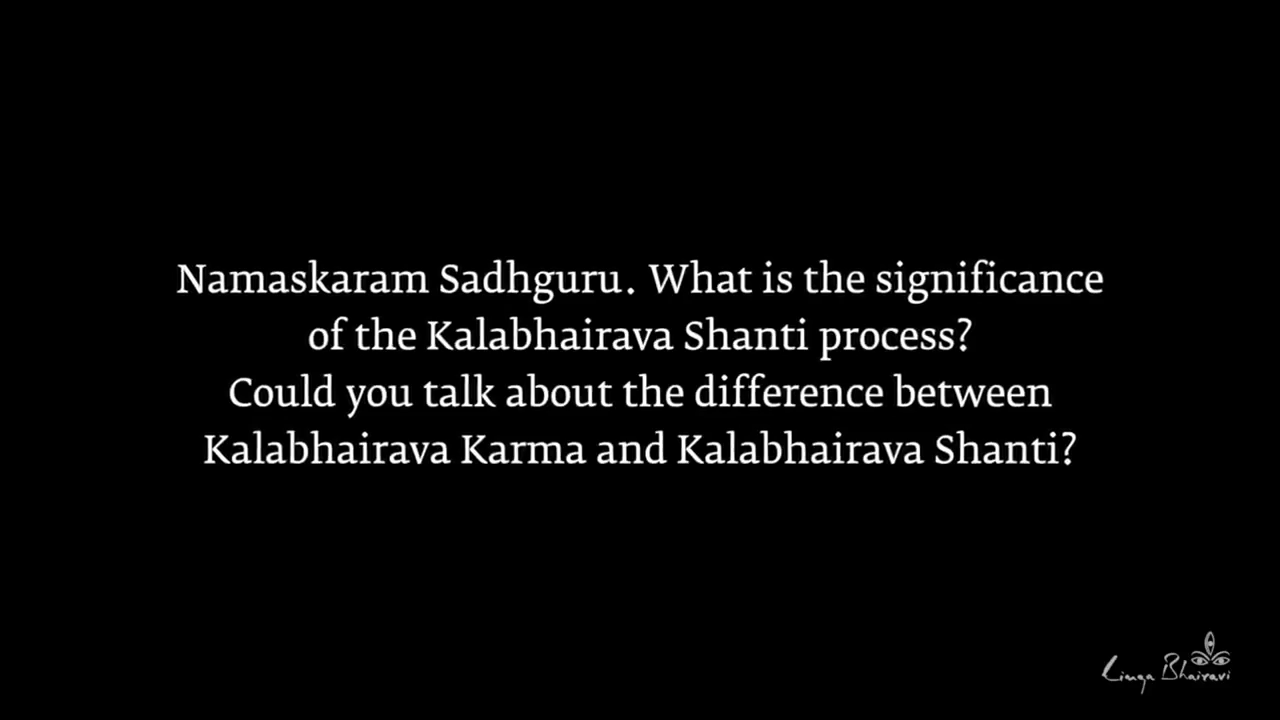 Namaskaram Sadhguru. What is the significance
of the Kalabhairava Shanti process?
Could you talk about the difference between
Kalabhairava Karma and Kalabhairava Shanti?
Linga Bhairavi